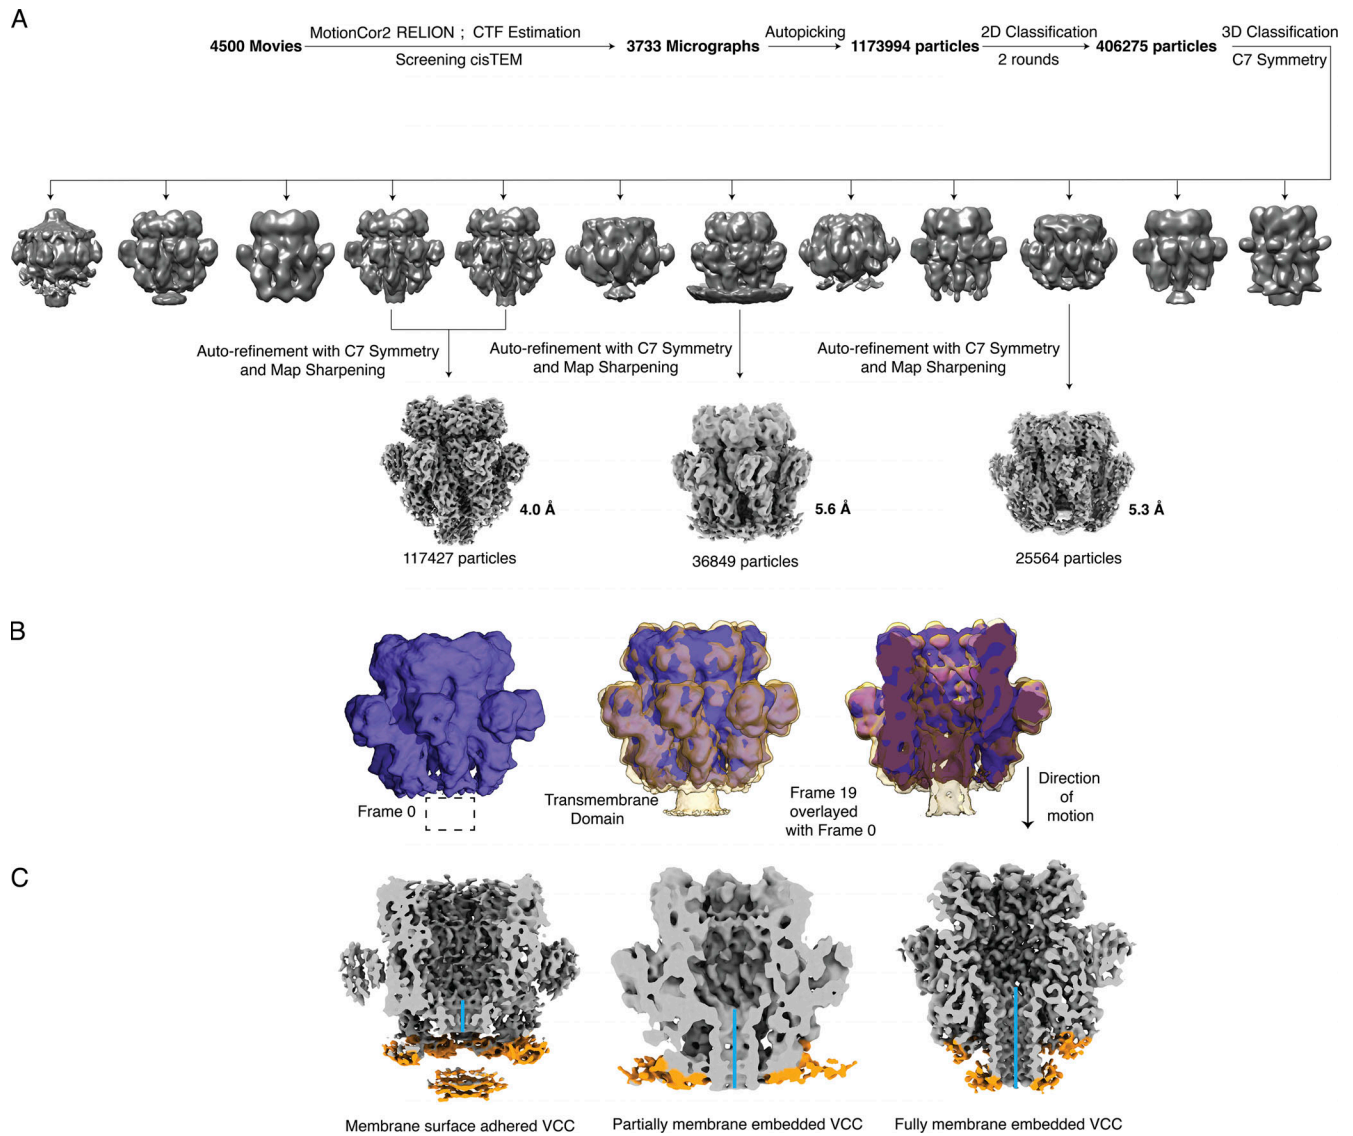 A
4500 Movies
MotionCor2 RELION ; CTF Estimation
Screening cisTEM
3733 Micrographs
Autopicking
1173994 particles
2D Classification
2 rounds
406275 particles
3D Classification
C7 Symmetry
Auto-refinement with C7 Symmetry
and Map Sharpening
Auto-refinement with C7 Symmetry
and Map Sharpening
Auto-refinement with C7 Symmetry
and Map Sharpening
4.0 Å
117427 particles
5.6 Å
36849 particles
5.3 Å
25564 particles
B
Frame 0
Transmembrane
Domain
Frame 19
overlayed
with Frame 0
Direction
of
motion
C
Membrane surface adhered VCC
Partially membrane embedded VCC
Fully membrane embedded VCC